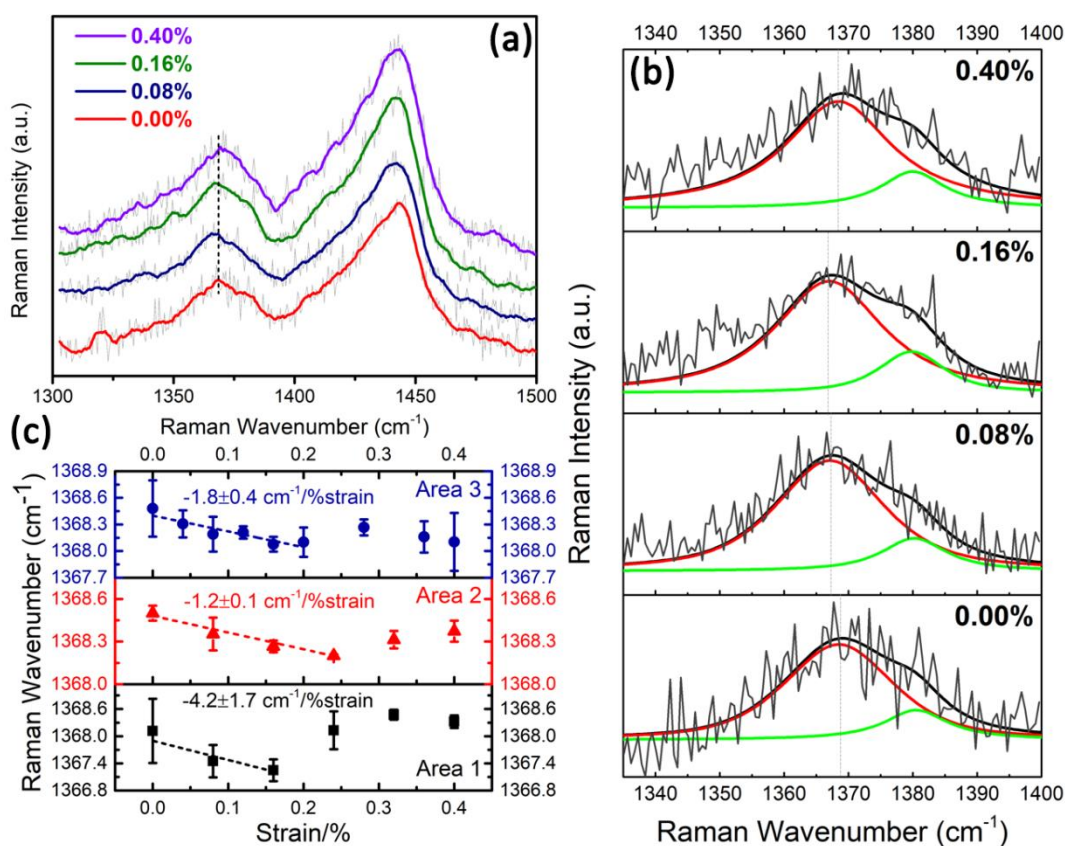 (a)
0.40%
0.16%
0.08%
0.00%
Raman Intensity (a.u.)
1300 1350 1400 1450 1500
Raman Wavenumber (cm⁻¹)
(b)
1340 1350 1360 1370 1380 1390 1400
0.40%
0.16%
0.08%
0.00%
Raman Intensity (a.u.)
1340 1350 1360 1370 1380 1390 1400
Raman Wavenumber (cm⁻¹)
(c)
0.0 0.1 0.2 0.3 0.4
1368.9 1368.9
1368.6 1368.6
1368.3 1368.3
1368.0 1368.0
1367.7 1367.7
-1.8±0.4 cm⁻¹/%strain
Area 3
1368.6 1368.6
1368.3 1368.3
1368.0 1368.0
-1.2±0.1 cm⁻¹/%strain
Area 2
1368.6 1368.6
1368.0 1368.0
1367.4 1367.4
1366.8 1366.8
-4.2±1.7 cm⁻¹/%strain
Area 1
Raman Wavenumber (cm⁻¹)
0.0 0.1 0.2 0.3 0.4
Strain/%